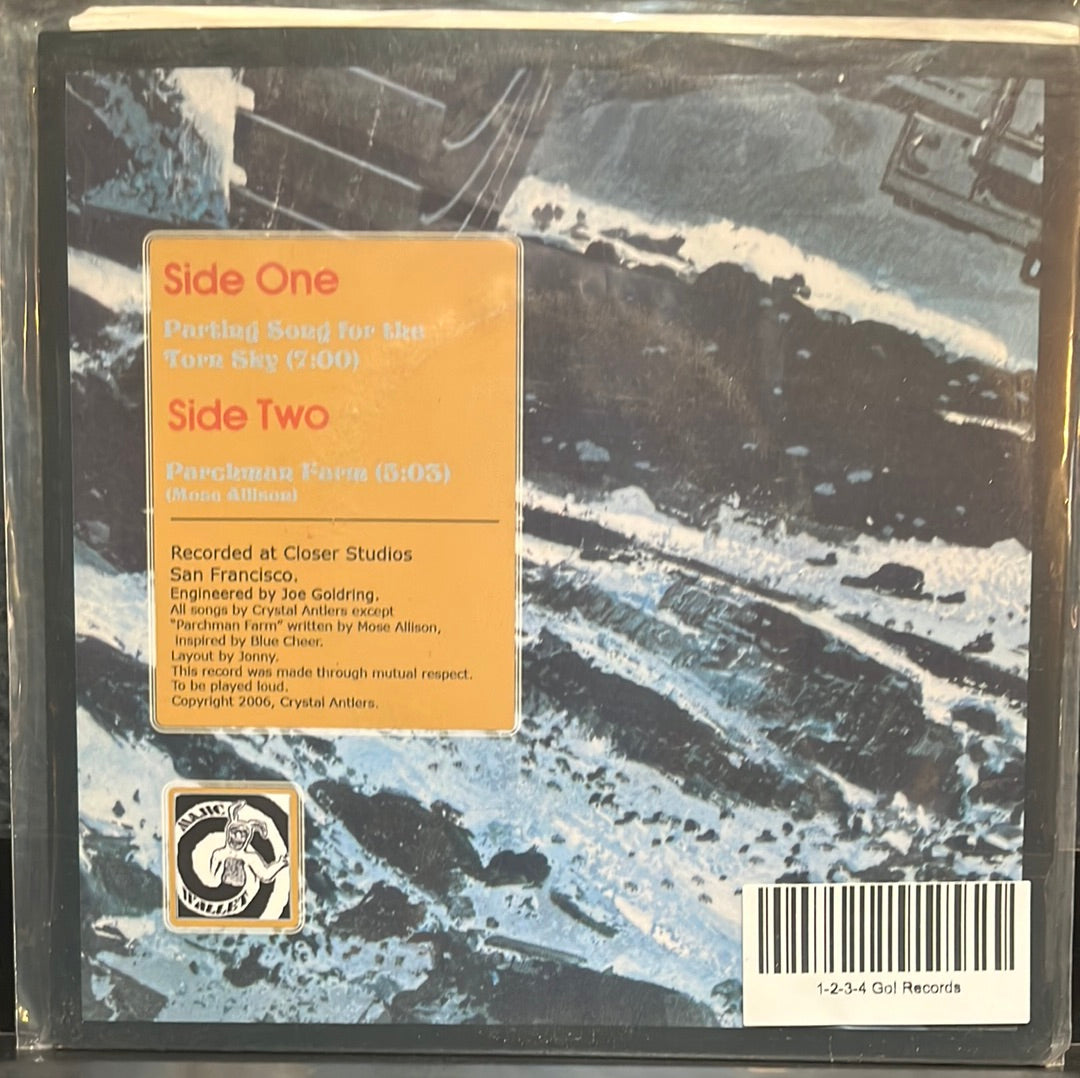 Side One
Parting Song for the
Torn Sky (7:00)
Side Two
Parchman Farm (5:03)
(Mose Allison)
Recorded at Closer Studios
San Francisco.
Engineered by Joe Goldring.
All songs by Crystal Antlers except
"Parchman Farm" written by Mose Allison,
inspired by Blue Cheer.
Layout by Jonny.
This record was made through mutual respect.
To be played loud.
Copyright 2006, Crystal Antlers.
MAJIC
WALLET
1-2-3-4 Go! Records